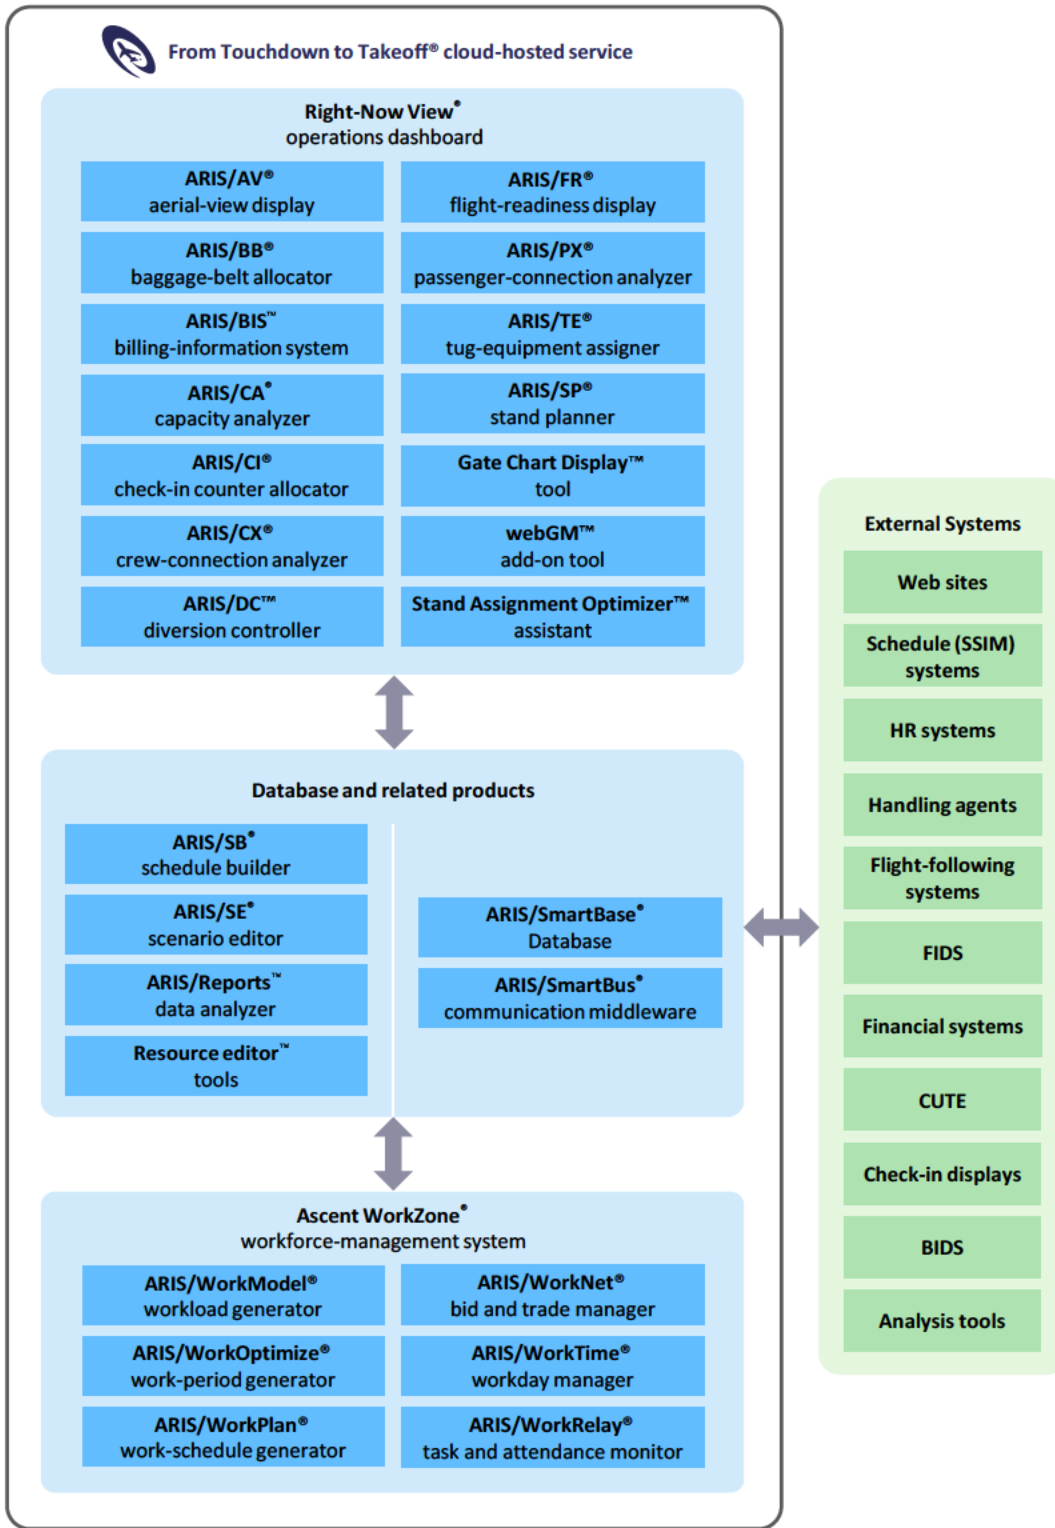 From Touchdown to Takeoff® cloud-hosted service
Right-Now View®
operations dashboard
ARIS/AV®
aerial-view display
ARIS/FR®
flight-readiness display
ARIS/BB®
baggage-belt allocator
ARIS/PX®
passenger-connection analyzer
ARIS/BIS™
billing-information system
ARIS/TE®
tug-equipment assigner
ARIS/CA®
capacity analyzer
ARIS/SP®
stand planner
ARIS/CI®
check-in counter allocator
Gate Chart Display™
tool
ARIS/CX®
crew-connection analyzer
webGM™
add-on tool
ARIS/DC™
diversion controller
Stand Assignment Optimizer™
assistant
Database and related products
ARIS/SB®
schedule builder
ARIS/SE®
scenario editor
ARIS/Reports™
data analyzer
Resource editor™
tools
ARIS/SmartBase®
Database
ARIS/SmartBus®
communication middleware
Ascent WorkZone®
workforce-management system
ARIS/WorkModel®
workload generator
ARIS/WorkNet®
bid and trade manager
ARIS/WorkOptimize®
work-period generator
ARIS/WorkTime®
workday manager
ARIS/WorkPlan®
work-schedule generator
ARIS/WorkRelay®
task and attendance monitor
External Systems
Web sites
Schedule (SSIM)
systems
HR systems
Handling agents
Flight-following
systems
FIDS
Financial systems
CUTE
Check-in displays
BIDS
Analysis tools